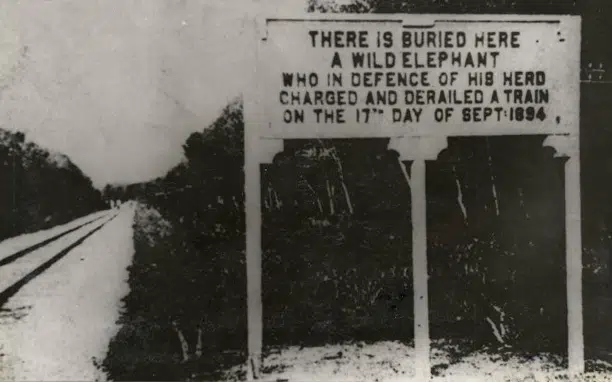 THERE IS BURIED HERE
A WILD ELEPHANT
WHO IN DEFENCE OF HIS HERD
CHARGED AND DERAILED A TRAIN
ON THE 17TH DAY OF SEPT: 1894.